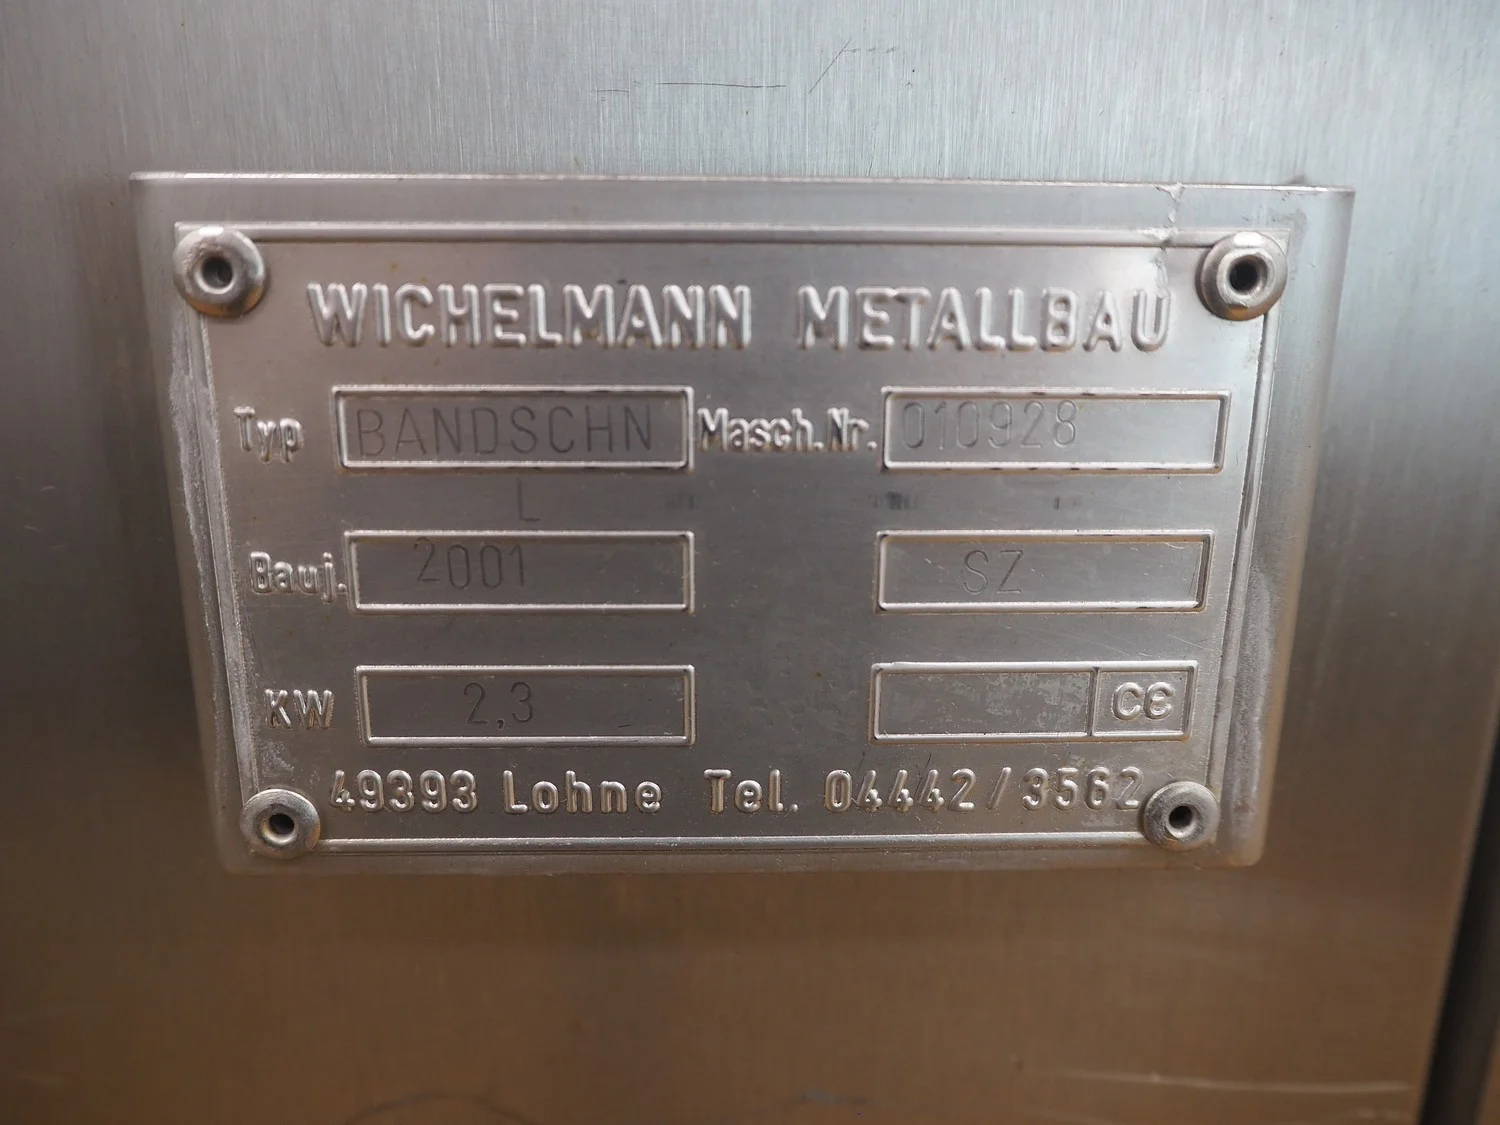 WICHELMANN METALLBAU
Typ BANDSCHN Masch.Nr. 010928
L
Bauj. 2001 SZ
KW 2,3 CE
49393 Lohne Tel. 04442/3562